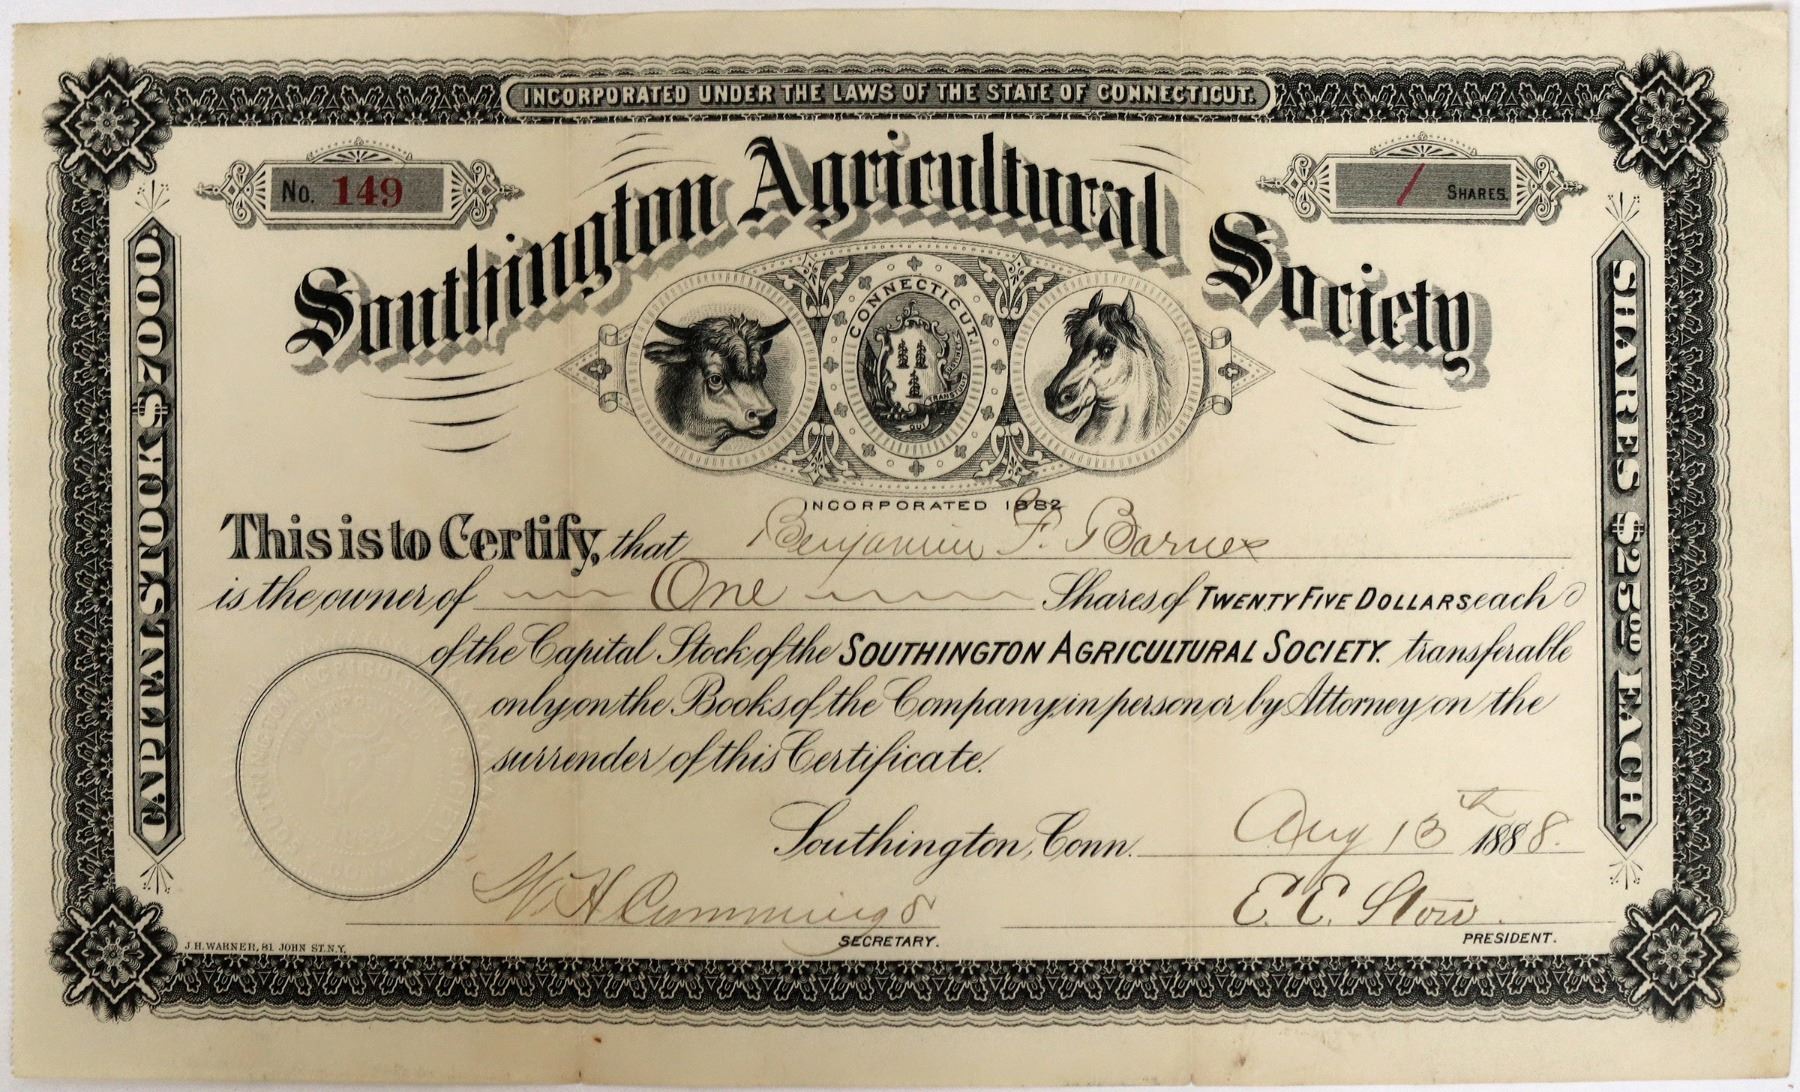 INCORPORATED UNDER THE LAWS OF THE STATE OF CONNECTICUT.
No. 149
1 SHARES.
Southington Agricultural Society
CAPITAL STOCK $7000.
SHARES $25.00 EACH.
CONNECTICUT.
INCORPORATED 1882
This is to Certify, that Benjamin F. Barnes
is the owner of One Shares of TWENTY FIVE DOLLARS each
of the Capital Stock of the SOUTHINGTON AGRICULTURAL SOCIETY. transferable
only on the Books of the Company, in person or by Attorney on the
surrender of this Certificate.
Southington, Conn. Aug 13th 1888.
W. H. Cummings
E. E. Stow
SECRETARY.
PRESIDENT.
J. H. WARNER, 81 JOHN ST. N.Y.